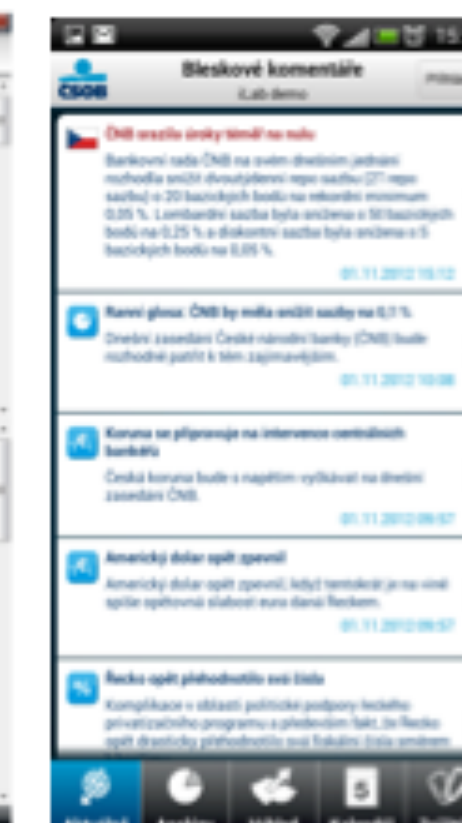 15
ČSOB
Bleskové komentáře
iLab demo
ČNB srazila úroky téměř na nulu
Bankovní rada ČNB na svém dnešním jednání
rozhodla snížit dvoutýdenní repo sazbu (2T repo
sazbu) o 20 bazických bodů na rekordní minimum
0,05 %. Lombardní sazba byla snížena o 50 bazických
bodů na 0,25 % a diskontní sazba byla snížena o 5
bazických bodů na 0,05 %.
01.11.2012 15:12
Ranní glosa: ČNB by měla snížit sazby na 0,1 %
Dnešní zasedání České národní banky (ČNB) bude
rozhodně patřit k těm zajímavějším.
01.11.2012 10:08
Koruna se připravuje na intervence centrálních
bankéřů
Česká koruna bude s napětím vyčkávat na dnešní
zasedání ČNB.
01.11.2012 09:57
Americký dolar opět zpevnil
Americký dolar opět zpevnil, když tentokrát je na vině
spíše opětovná slabost eura daná Řeckem.
01.11.2012 09:57
Řecko opět přehodnotilo svá čísla
Komplikace v oblasti politické podpory řeckého
privatizačního programu a především fakt, že Řecko
opět drasticky přehodnotilo svá fiskální čísla směrem
5